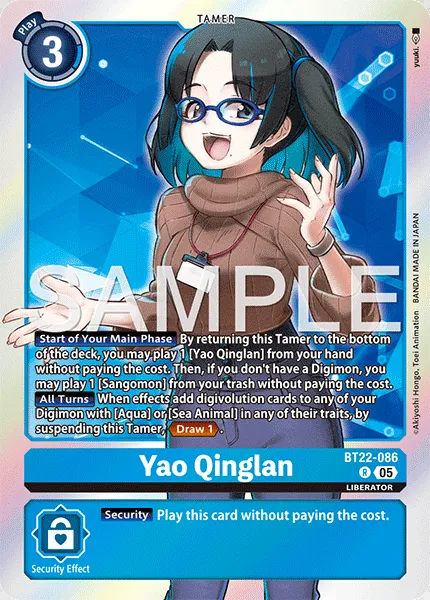 TAMER
Play
3
yuuki.
SAMPLE
Start of Your Main Phase By returning this Tamer to the bottom
of the deck, you may play 1 [Yao Qinglan] from your hand
without paying the cost. Then, if you don't have a Digimon, you
may play 1 [Sangomon] from your trash without paying the cost.
All Turns When effects add digivolution cards to any of your
Digimon with [Aqua] or [Sea Animal] in any of their traits, by
suspending this Tamer, Draw 1.
©Akiyoshi Hongo, Toei Animation BANDAI MADE IN JAPAN
Yao Qinglan
BT22-086
R 05
LIBERATOR
Security Play this card without paying the cost.
Security Effect